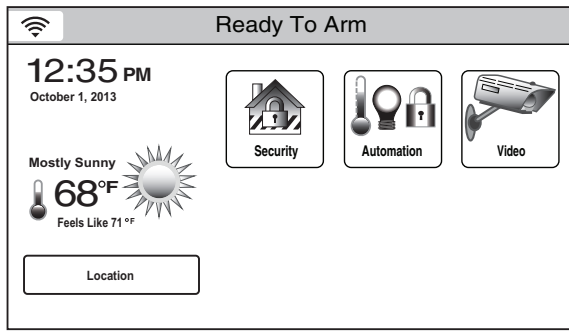 Ready To Arm
12:35 PM
October 1, 2013
Security
Automation
Video
Mostly Sunny
68°F
Feels Like 71 °F
Location